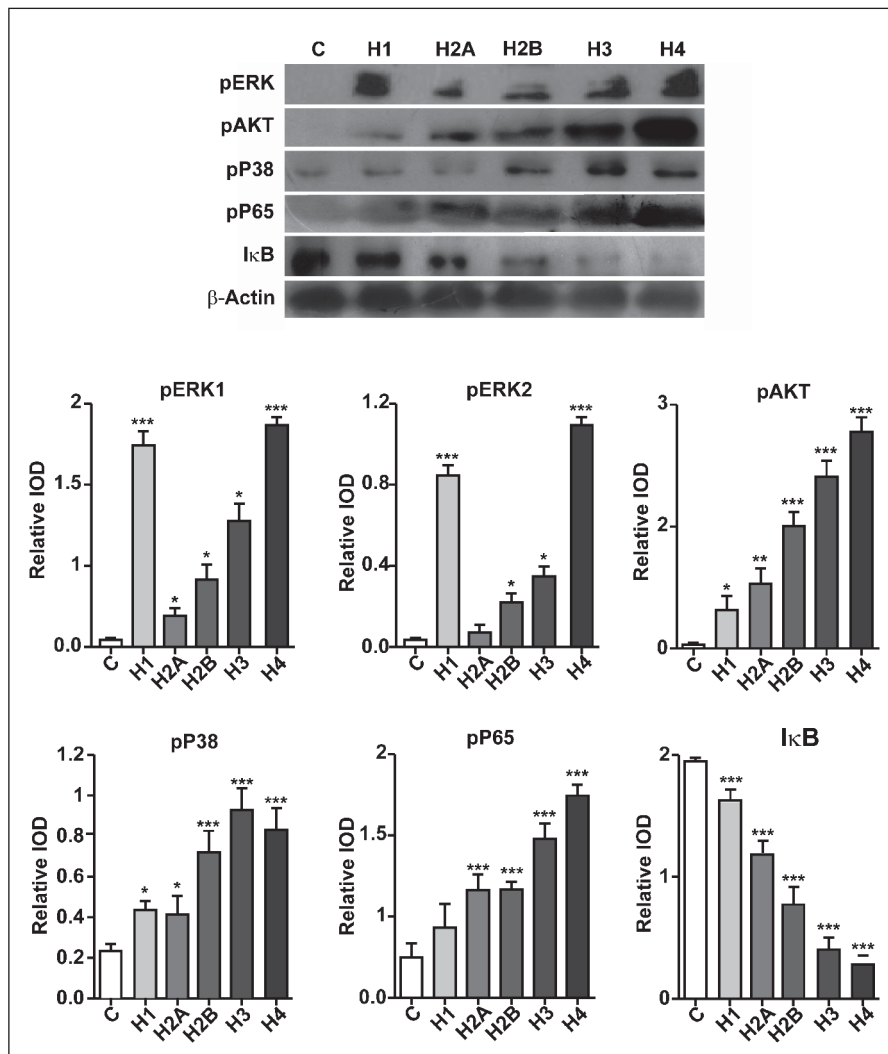 C H1 H2A H2B H3 H4
pERK
pAKT
pP38
pP65
IκB
β-Actin
pERK1
Relative IOD
2
1.5
1
0.0
***
*
*
*
***
C H1 H2A H2B H3 H4
pERK2
Relative IOD
1.2
0.8
0.4
0.0
***
*
*
***
C H1 H2A H2B H3 H4
pAKT
Relative IOD
3
2
0
*
**
***
***
***
C H1 H2A H2B H3 H4
pP38
Relative IOD
1.2
1.0
0.8
0.6
0.4
0.2
0.0
*
*
***
***
***
C H1 H2A H2B H3 H4
pP65
Relative IOD
2
1.5
1
0.0
***
***
***
***
C H1 H2A H2B H3 H4
IκB
Relative IOD
2
1
0
***
***
***
***
***
C H1 H2A H2B H3 H4